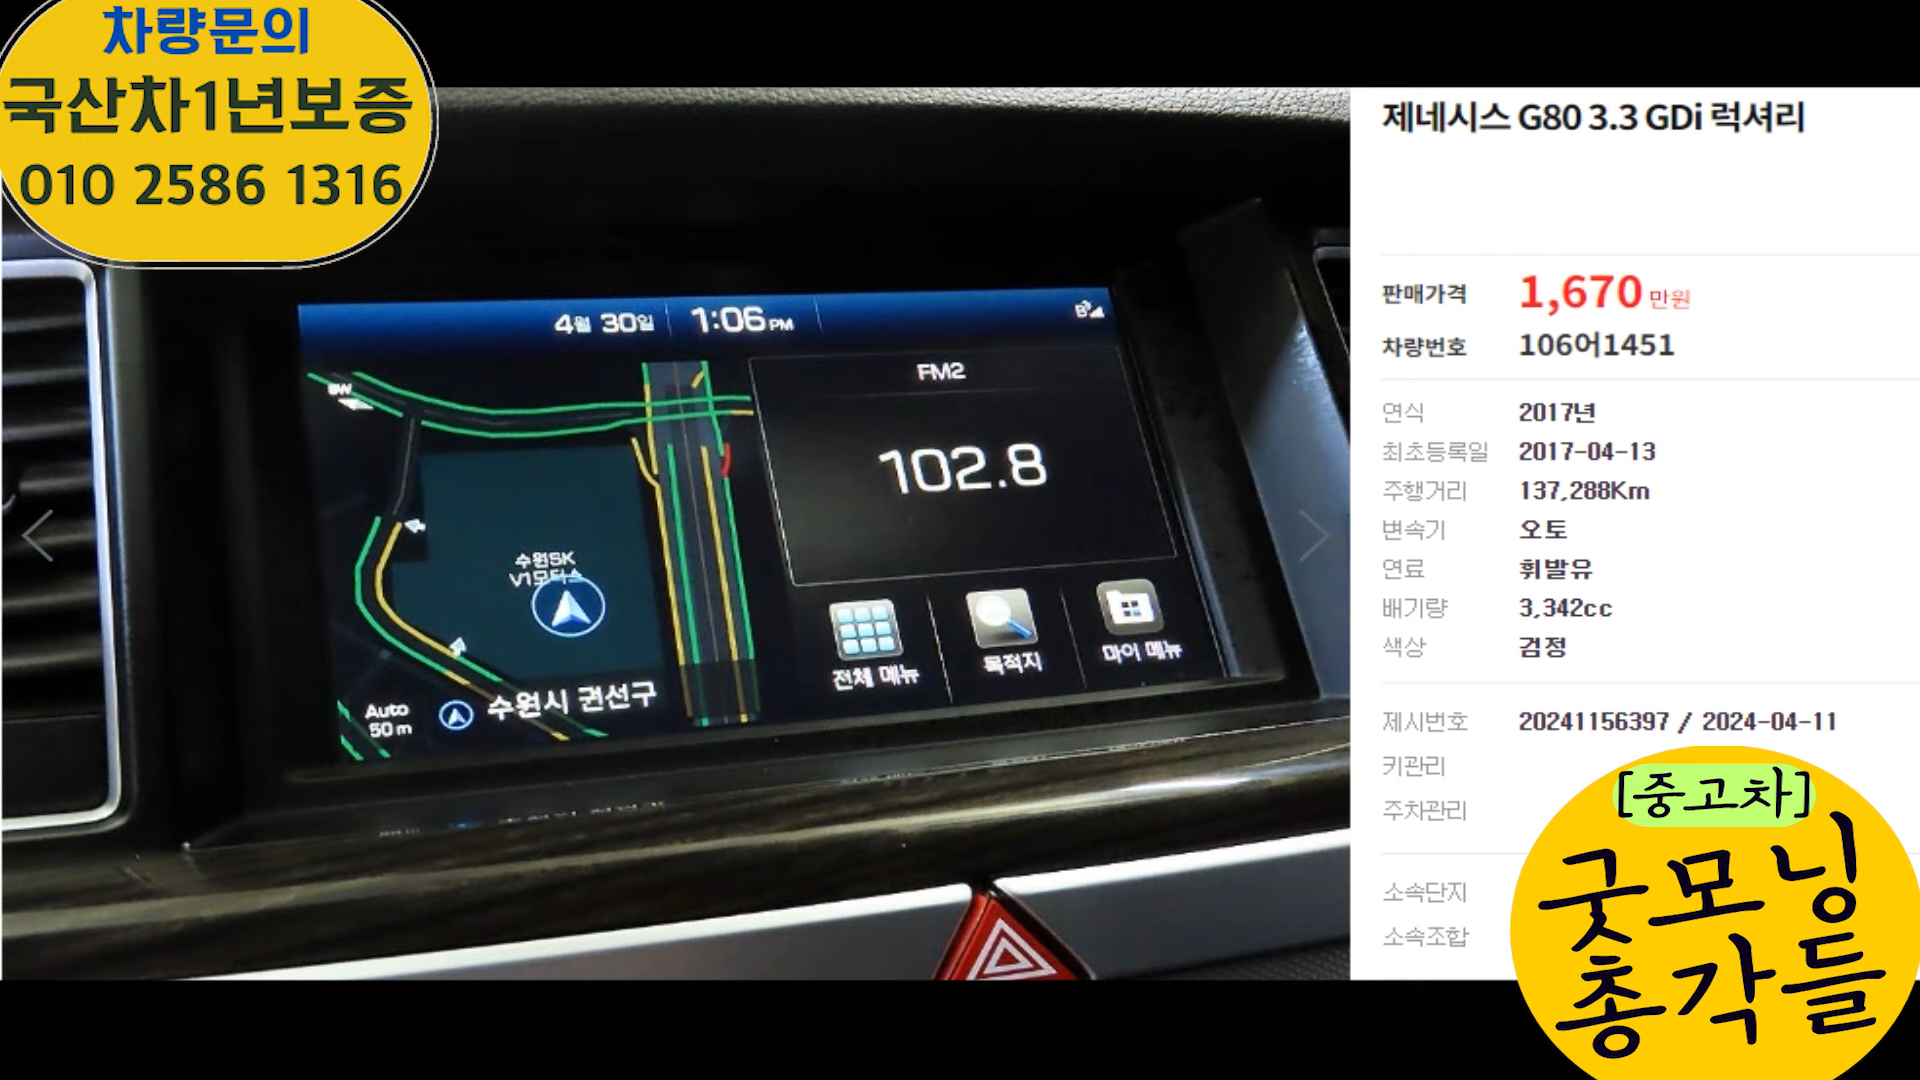 차량문의
국산차1년보증
010 2586 1316
4월 30일 1:06 PM
SW
FM2
102.8
수원SK
V1모터스
Auto
50m
수원시 권선구
전체 메뉴
목적지
마이 메뉴
제네시스 G80 3.3 GDi 럭셔리
판매가격 1,670 만원
차량번호 106어1451
연식 2017년
최초등록일 2017-04-13
주행거리 137,288Km
변속기 오토
연료 휘발유
배기량 3,342cc
색상 검정
제시번호 20241156397 / 2024-04-11
키관리
주차관리
소속단지
소속조합
[중고차]
굿모닝
총각들